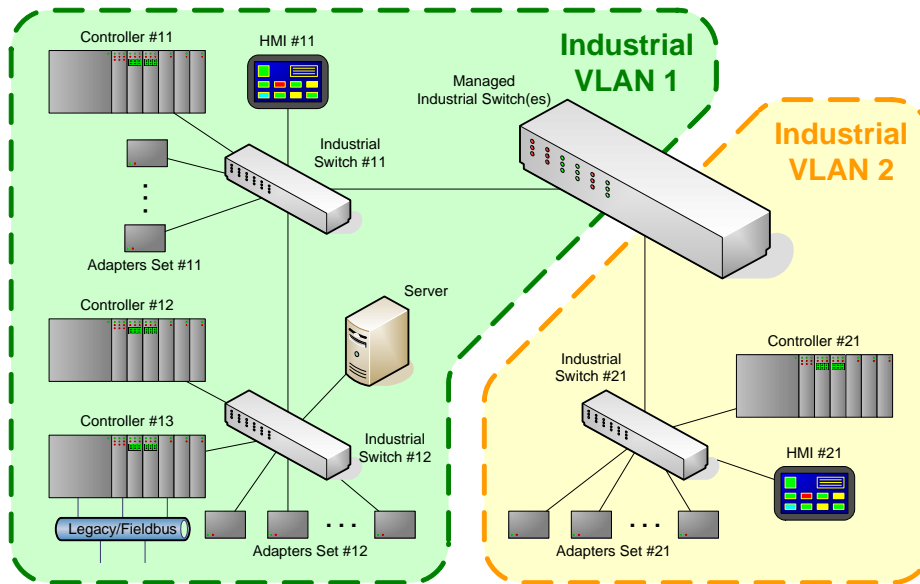 Controller #11
HMI #11
Industrial
VLAN 1
Managed
Industrial Switch(es)
Industrial
VLAN 2
Industrial
Switch #11
Adapters Set #11
Controller #12
Server
Controller #21
Industrial
Switch #21
Controller #13
Industrial
Switch #12
HMI #21
Legacy/Fieldbus
Adapters Set #12
Adapters Set #21